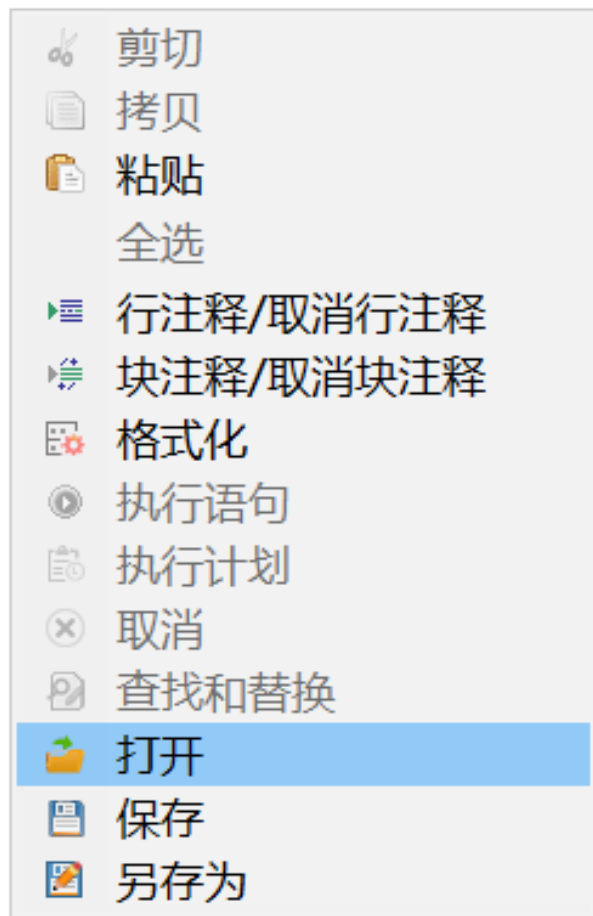 剪切
拷贝
粘贴
全选
行注释/取消行注释
块注释/取消块注释
格式化
执行语句
执行计划
取消
查找和替换
打开
保存
另存为